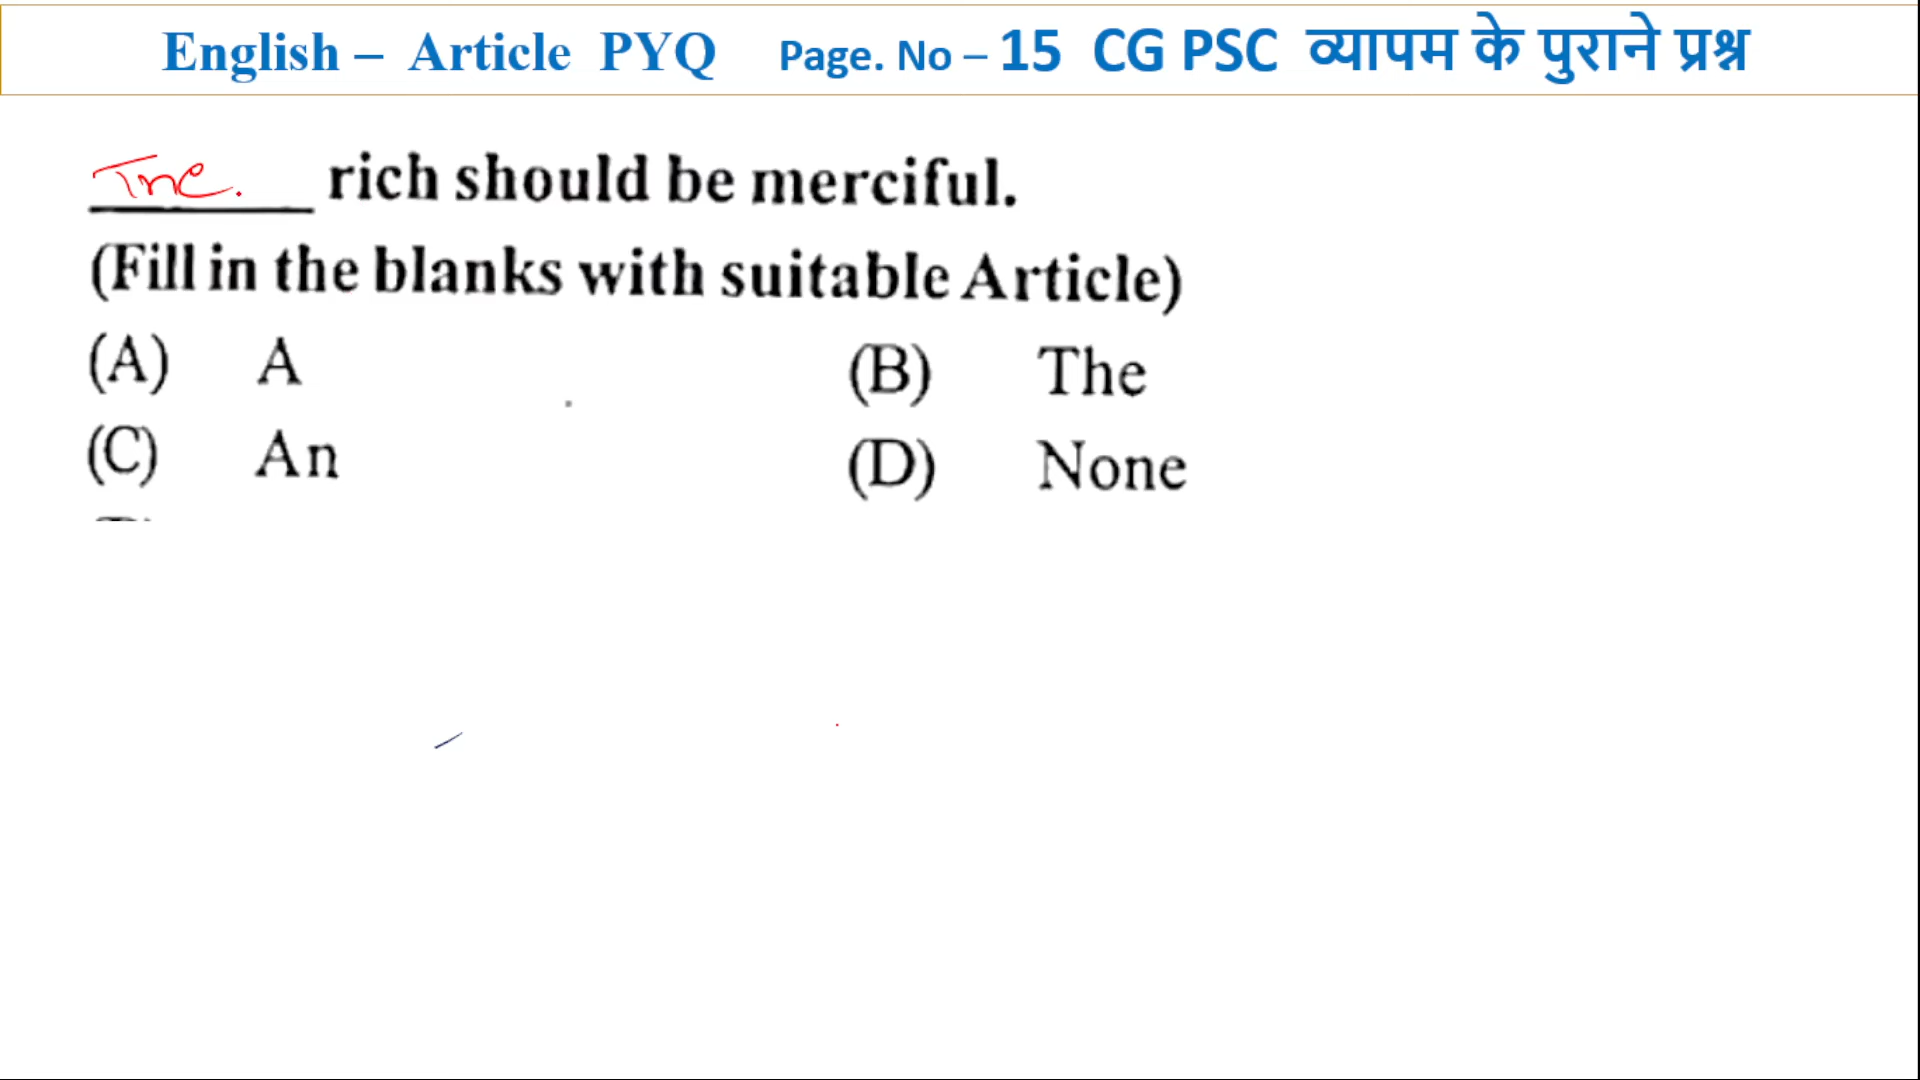 English – Article PYQ Page. No – 15 CG PSC व्यापम के पुराने प्रश्न
The. rich should be merciful.
(Fill in the blanks with suitable Article)
(A) A (B) The
(C) An (D) None